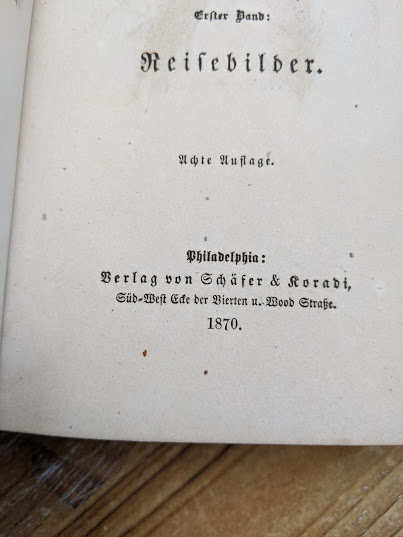 Erster Band:
Reisebilder.
Achte Auflage.
Philadelphia:
Verlag von Schäfer & Koradi,
Süd-West Ecke der Vierten u. Wood Straße.
1870.